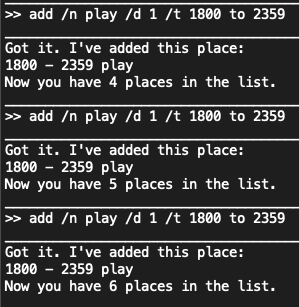 >> add /n play /d 1 /t 1800 to 2359
Got it. I've added this place:
1800 - 2359 play
Now you have 4 places in the list.
>> add /n play /d 1 /t 1800 to 2359
Got it. I've added this place:
1800 - 2359 play
Now you have 5 places in the list.
>> add /n play /d 1 /t 1800 to 2359
Got it. I've added this place:
1800 - 2359 play
Now you have 6 places in the list.